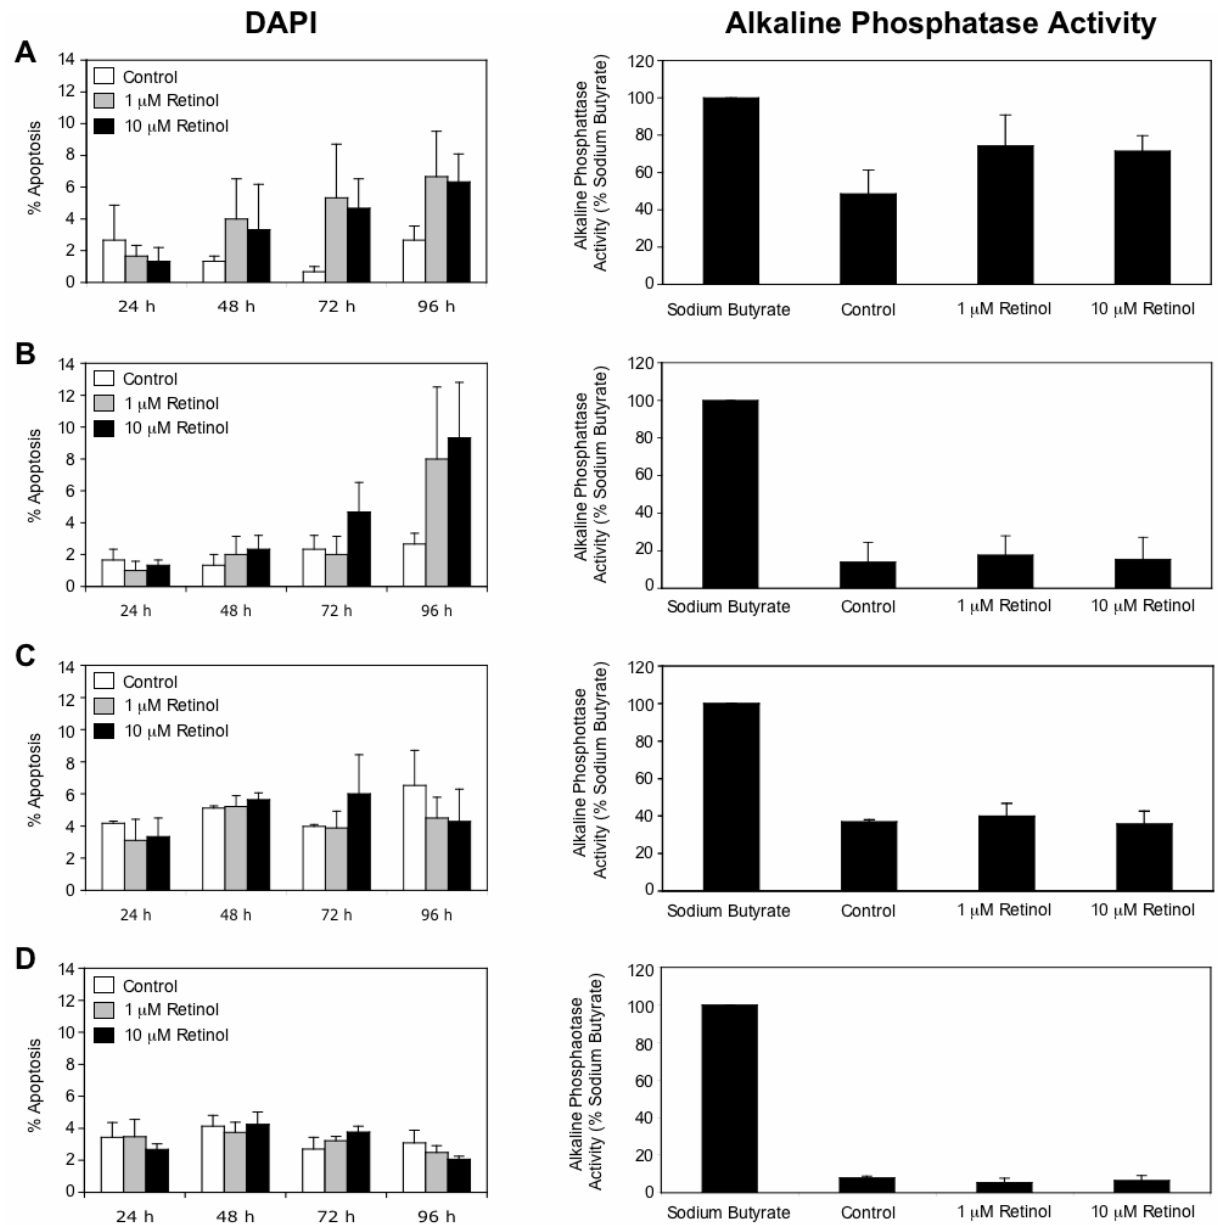 DAPI
Alkaline Phosphatase Activity
A
% Apoptosis
14
12
10
8
6
4
2
0
Control
1 µM Retinol
10 µM Retinol
24 h 48 h 72 h 96 h
Alkaline Phosphattase
Activity (% Sodium Butyrate)
120
100
80
60
40
20
0
Sodium Butyrate Control 1 µM Retinol 10 µM Retinol
B
% Apoptosis
14
12
10
8
6
4
2
0
Control
1 µM Retinol
10 µM Retinol
24 h 48 h 72 h 96 h
Alkaline Phosphattase
Activity (% Sodium Butyrate)
120
100
80
60
40
20
0
Sodium Butyrate Control 1 µM Retinol 10 µM Retinol
C
% Apoptosis
14
12
10
8
6
4
2
0
Control
1 µM Retinol
10 µM Retinol
24 h 48 h 72 h 96 h
Alkaline Phosphottase
Activity (% Sodium Butyrate)
120
100
80
60
40
20
0
Sodium Butyrate Control 1 µM Retinol 10 µM Retinol
D
% Apoptosis
14
12
10
8
6
4
2
0
Control
1 µM Retinol
10 µM Retinol
24 h 48 h 72 h 96 h
Alkaline Phosphaotase
Activity (% Sodium Butyrate)
120
100
80
60
40
20
0
Sodium Butyrate Control 1 µM Retinol 10 µM Retinol